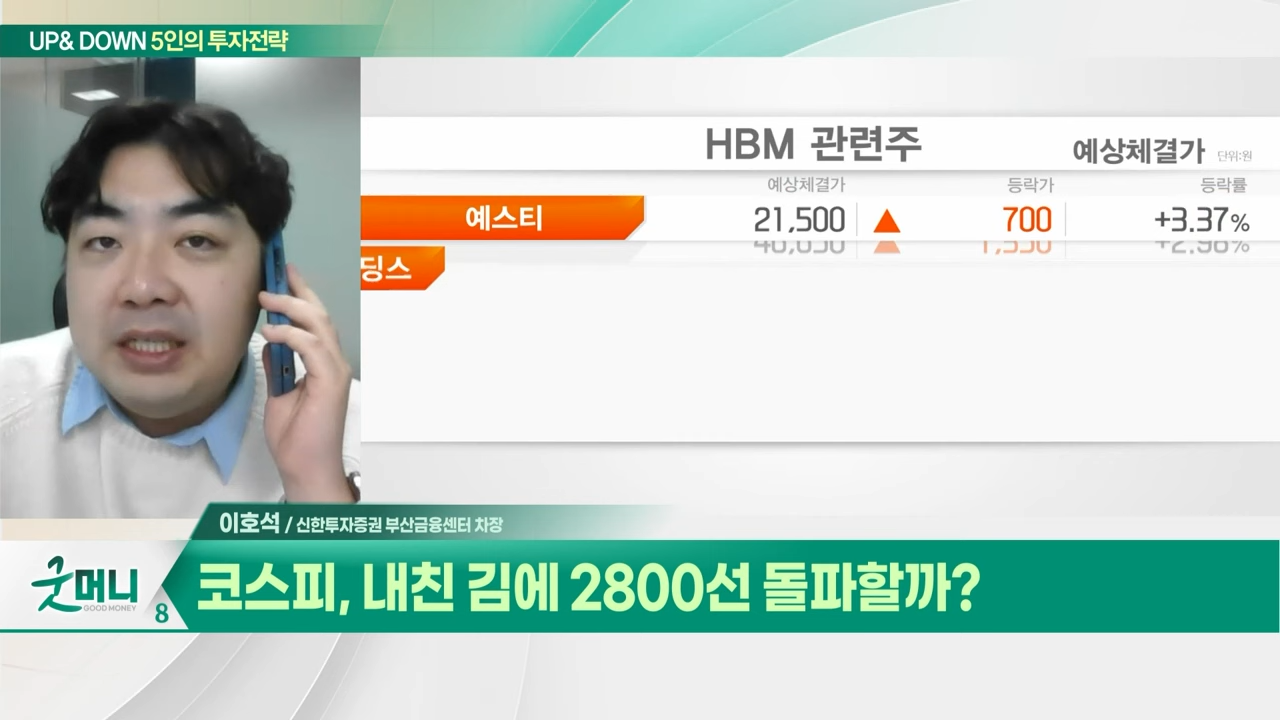 UP& DOWN 5인의 투자전략
HBM 관련주
예상체결가 단위:원
예상체결가 등락가 등락률
예스티 21,500 ▲ 700 +3.37%
딩스
이호석 / 신한투자증권 부산금융센터 차장
굿머니
GOOD MONEY
8
코스피, 내친 김에 2800선 돌파할까?